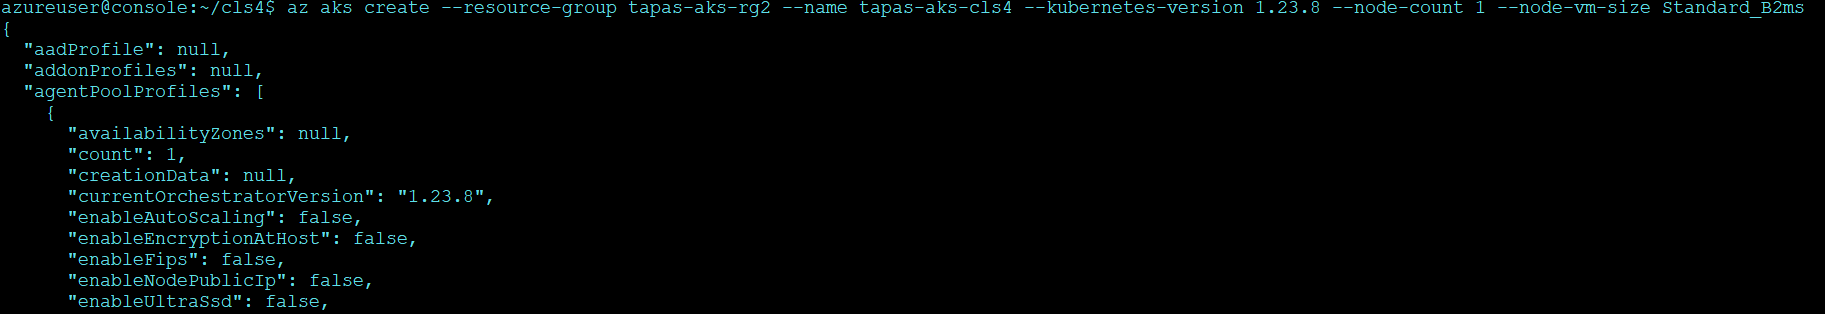 azureuser@console:~/cls4$ az aks create --resource-group tapas-aks-rg2 --name tapas-aks-cls4 --kubernetes-version 1.23.8 --node-count 1 --node-vm-size Standard_B2ms
{
  "aadProfile": null,
  "addonProfiles": null,
  "agentPoolProfiles": [
    {
      "availabilityZones": null,
      "count": 1,
      "creationData": null,
      "currentOrchestratorVersion": "1.23.8",
      "enableAutoScaling": false,
      "enableEncryptionAtHost": false,
      "enableFips": false,
      "enableNodePublicIp": false,
      "enableUltraSsd": false,